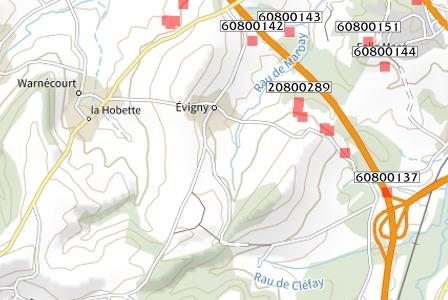 60800143
60800142
60800151
60800144
Rau de Marbay
Warnécourt
20800289
la Hobette
Évigny
60800137
Rau de Cléfay